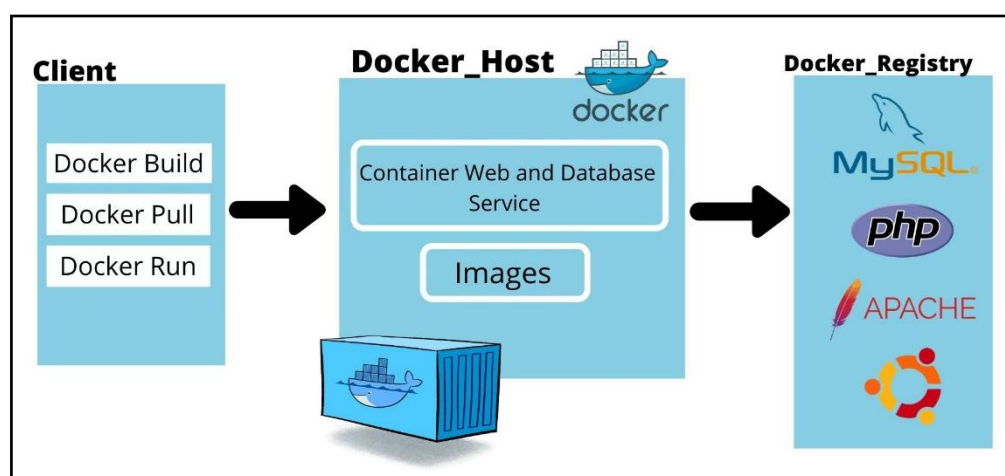 Client
Docker Build
Docker Pull
Docker Run
Docker_Host
docker
Container Web and Database
Service
Images
Docker_Registry
MySQL®
php
APACHE